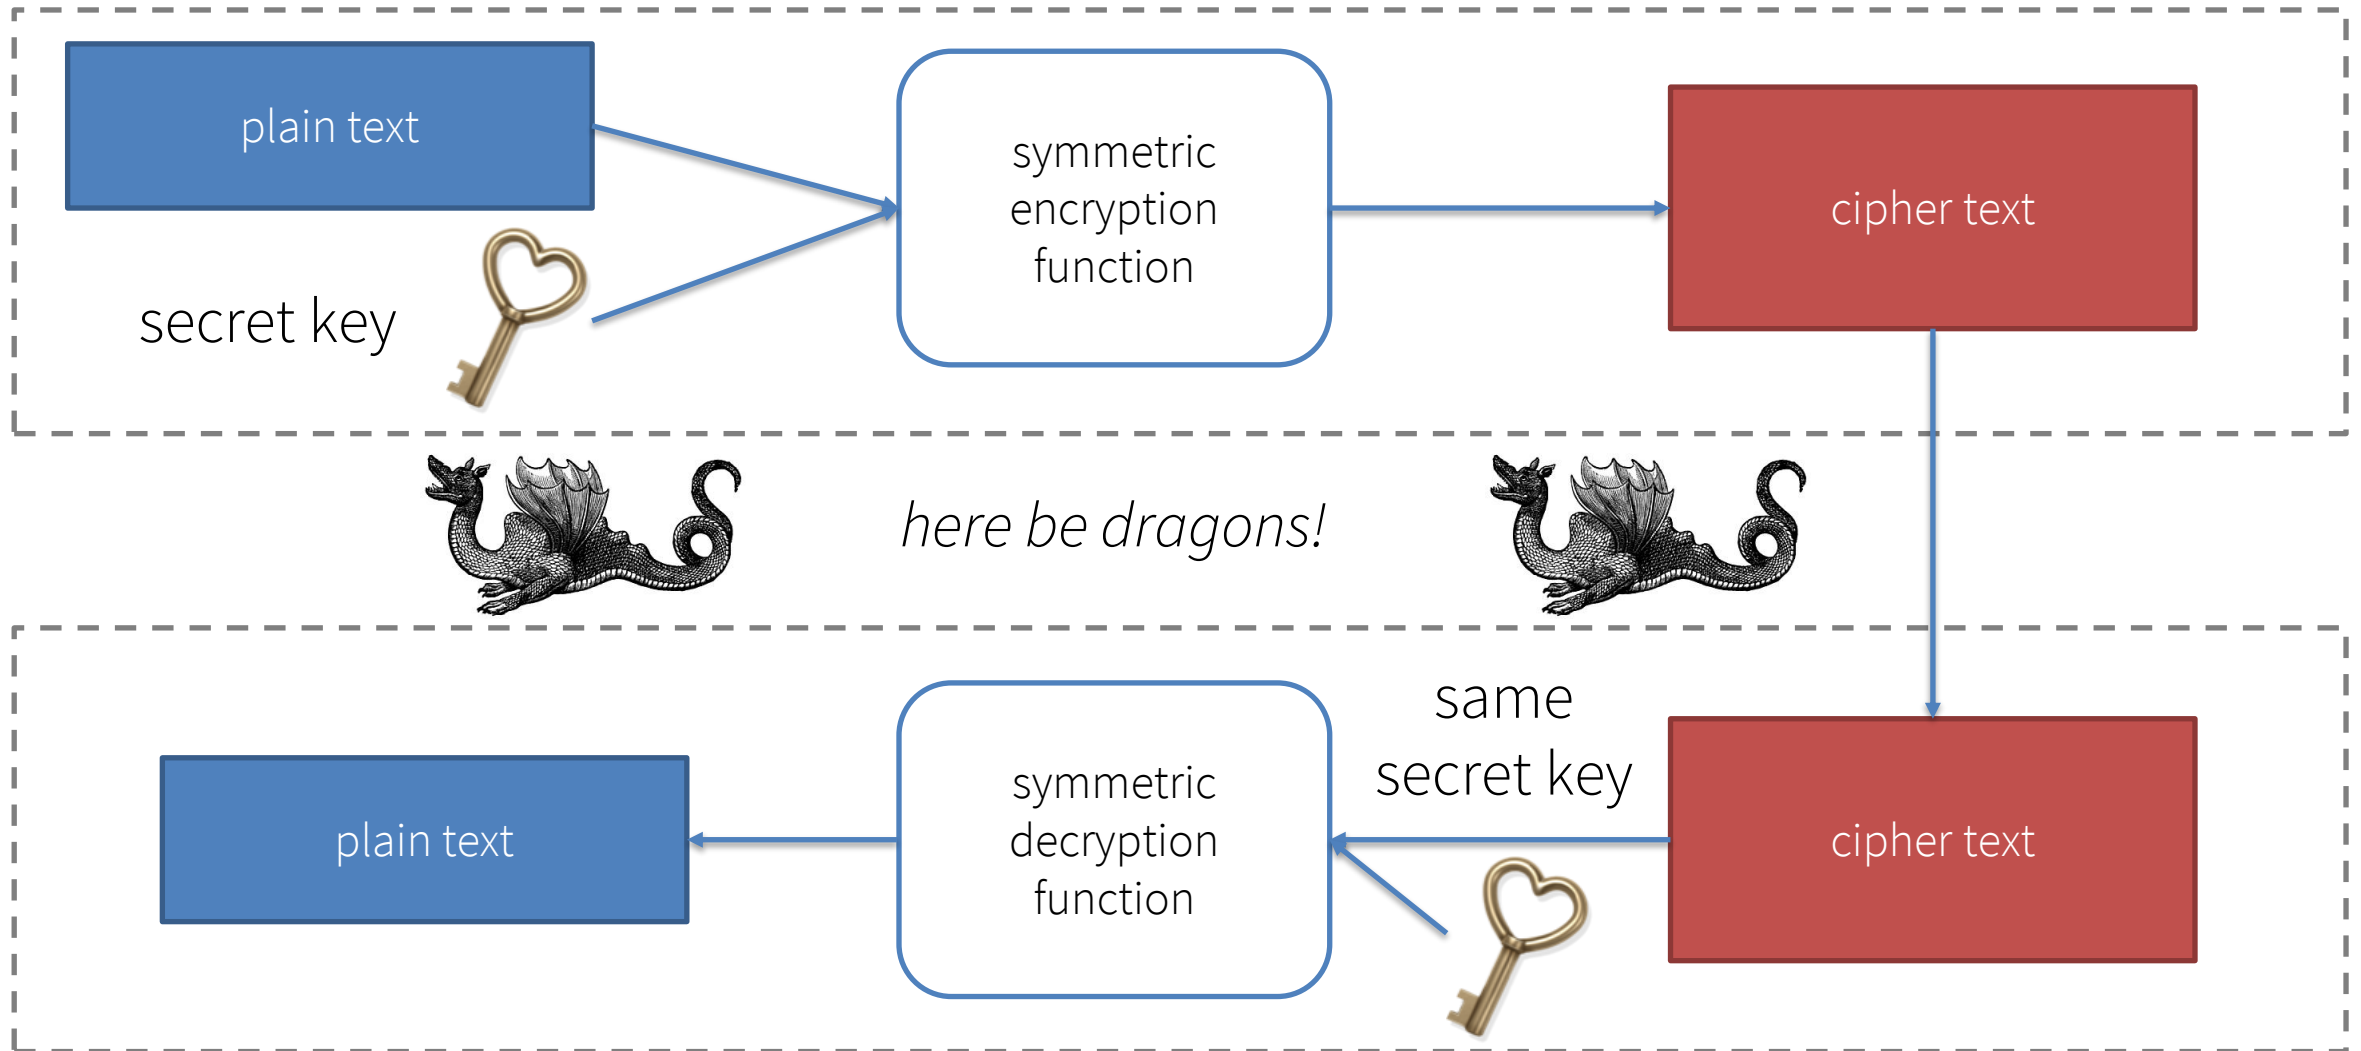 plain text
symmetric
encryption
function
cipher text
secret key
here be dragons!
same
secret key
symmetric
decryption
function
plain text
cipher text